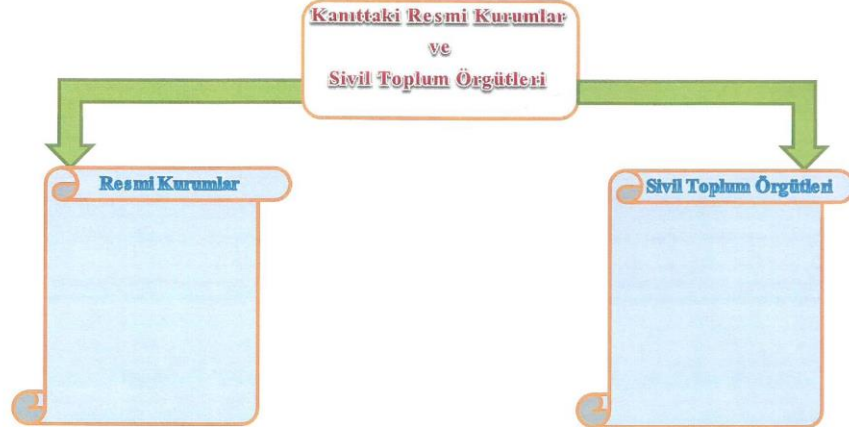 Kanıttaki Resmi Kurumlar
ve
Sivil Toplum Örgütleri
Resmi Kurumlar
Sivil Toplum Örgütleri